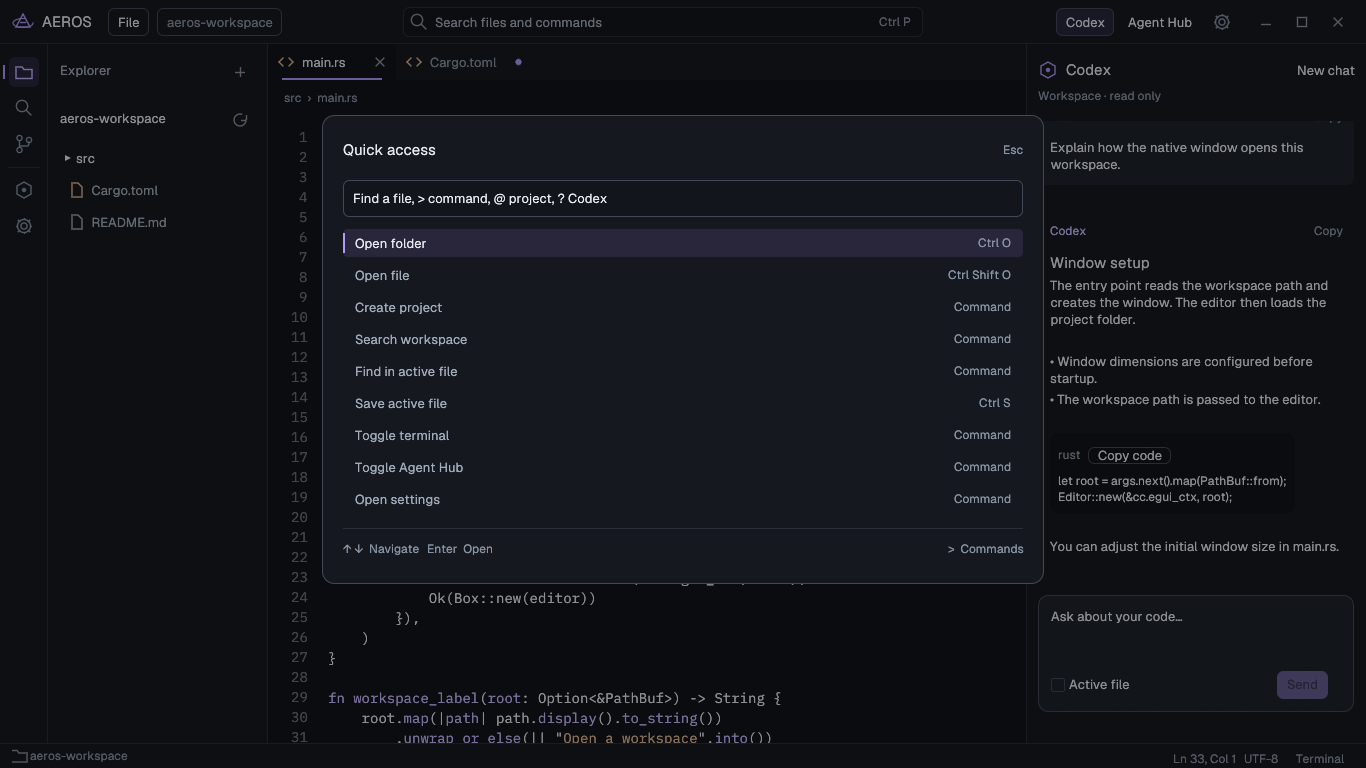 AEROS File aeros-workspace Search files and commands Ctrl P Codex Agent Hub
Explorer
aeros-workspace
src
Cargo.toml
README.md
main.rs Cargo.toml
src › main.rs
1
2
3
4
5
6
7
8
9
10
11
12
13
14
15
16
17
18
19
20
21
22
23
24 Ok(Box::new(editor))
25 }),
26 )
27 }
28
29 fn workspace_label(root: Option<&PathBuf>) -> String {
30 root.map(|path| path.display().to_string())
31 .unwrap_or_else(|| "Open a workspace".into())
Quick access Esc
Find a file, > command, @ project, ? Codex
Open folder Ctrl O
Open file Ctrl Shift O
Create project Command
Search workspace Command
Find in active file Command
Save active file Ctrl S
Toggle terminal Command
Toggle Agent Hub Command
Open settings Command
↑↓ Navigate Enter Open > Commands
Codex New chat
Workspace · read only
Explain how the native window opens this
workspace.
Codex Copy
Window setup
The entry point reads the workspace path and
creates the window. The editor then loads the
project folder.
• Window dimensions are configured before
startup.
• The workspace path is passed to the editor.
rust Copy code
let root = args.next().map(PathBuf::from);
Editor::new(&cc.egui_ctx, root);
You can adjust the initial window size in main.rs.
Ask about your code…
Active file Send
aeros-workspace Ln 33, Col 1 UTF-8 Terminal